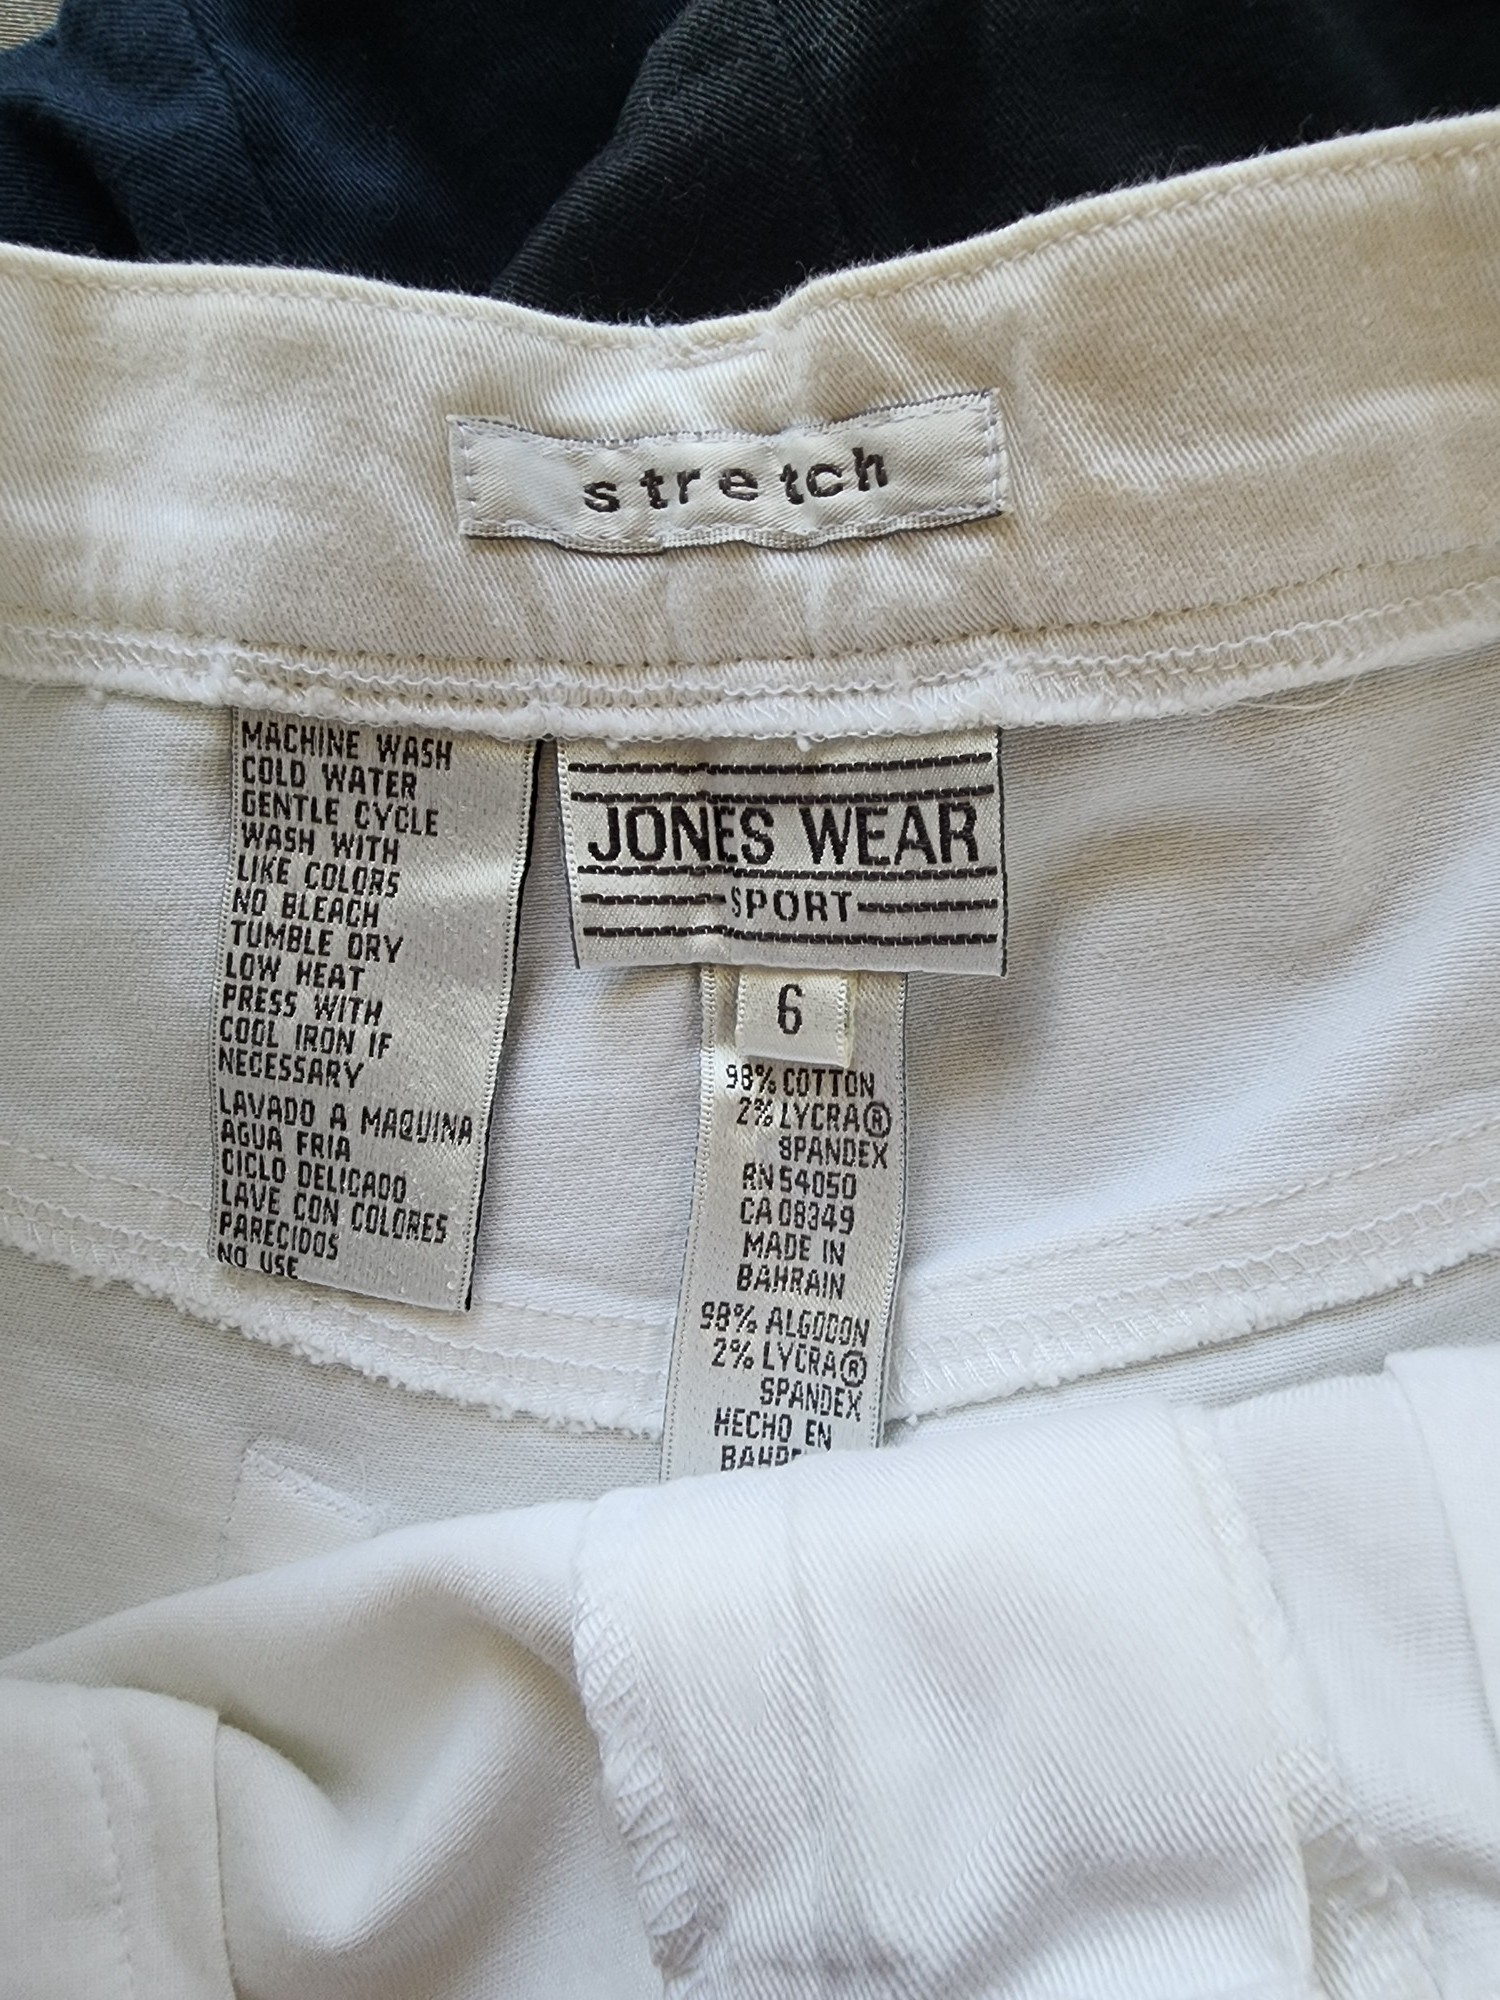 stretch
MACHINE WASH
COLD WATER
GENTLE CYCLE
WASH WITH
LIKE COLORS
NO BLEACH
TUMBLE DRY
LOW HEAT
PRESS WITH
COOL IRON IF
NECESSARY
LAVADO A MAQUINA
AGUA FRIA
CICLO DELICADO
LAVE CON COLORES
PARECIDOS
NO USE
JONES WEAR
SPORT
6
98% COTTON
2% LYCRA®
SPANDEX
RN 54050
CA 08349
MADE IN
BAHRAIN
98% ALGODON
2% LYCRA®
SPANDEX
HECHO EN